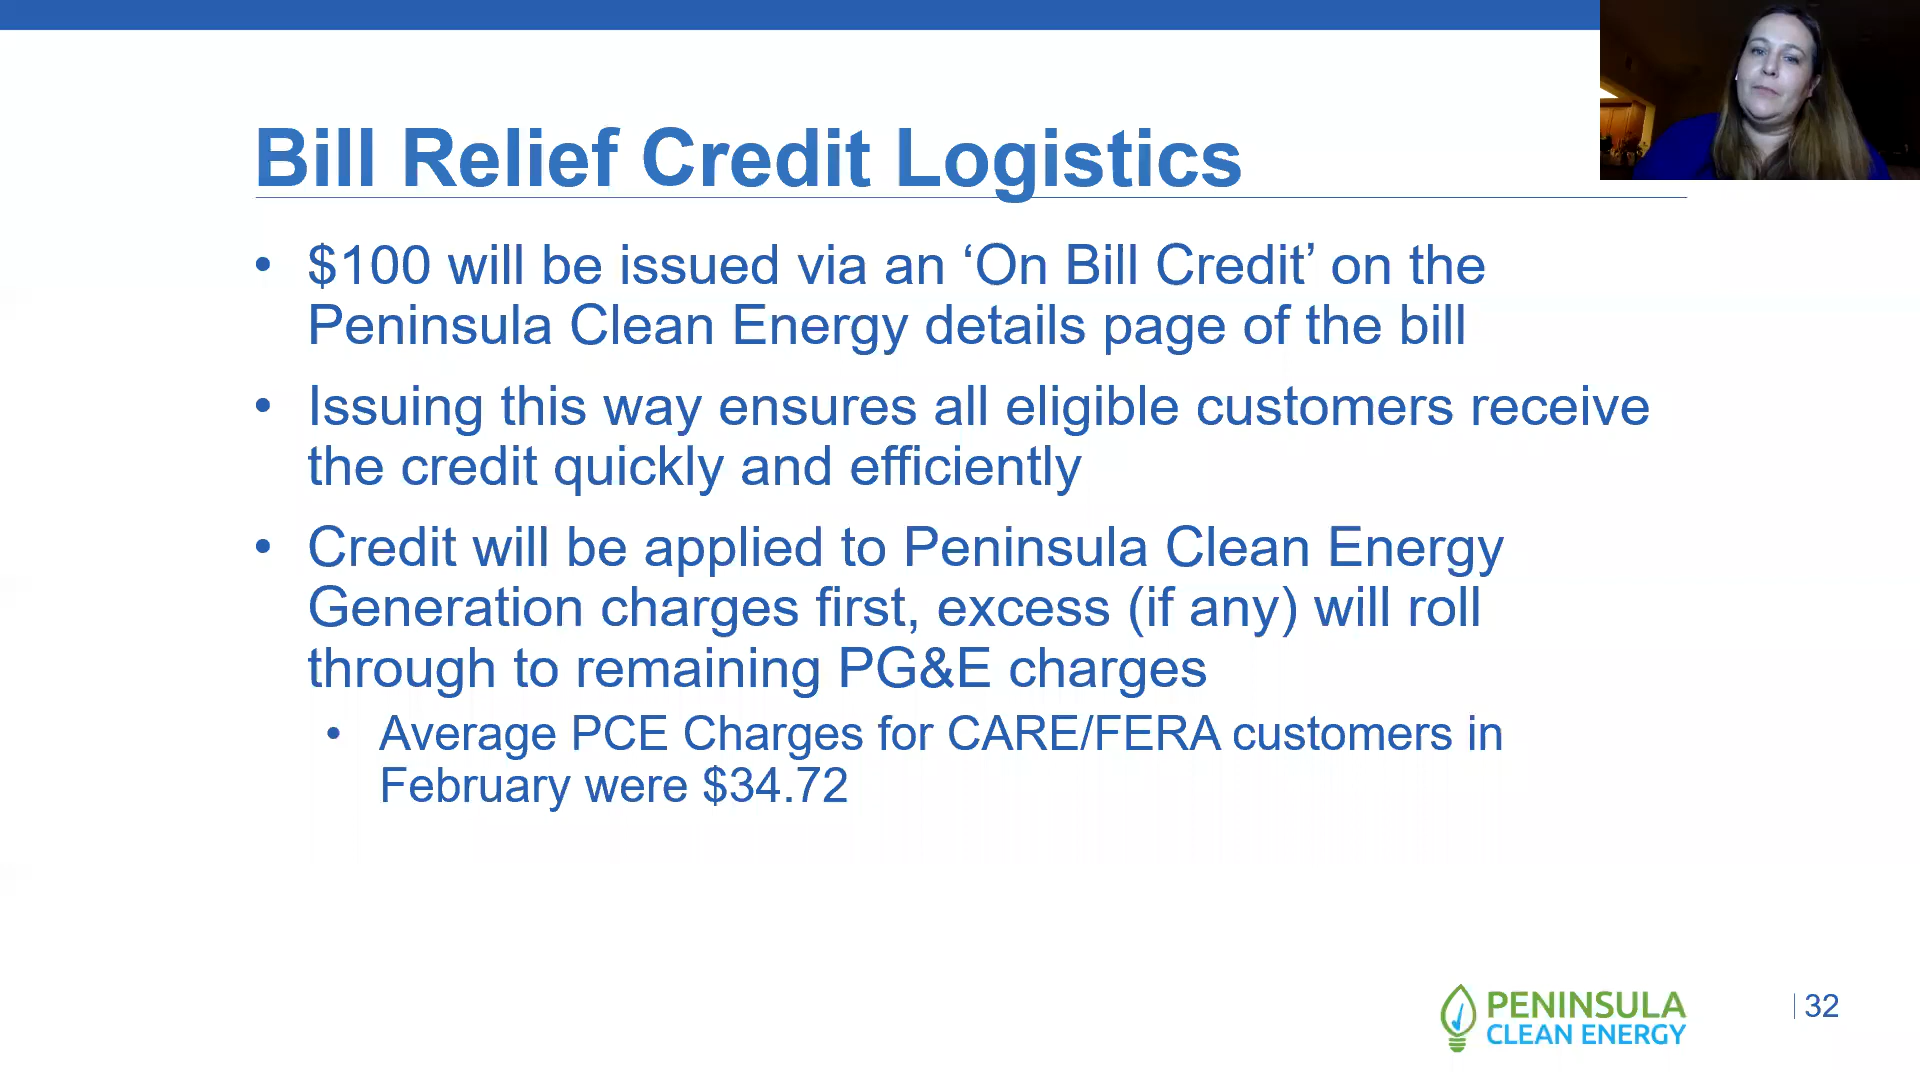 Bill Relief Credit Logistics
• $100 will be issued via an ‘On Bill Credit’ on the
Peninsula Clean Energy details page of the bill
• Issuing this way ensures all eligible customers receive
the credit quickly and efficiently
• Credit will be applied to Peninsula Clean Energy
Generation charges first, excess (if any) will roll
through to remaining PG&E charges
• Average PCE Charges for CARE/FERA customers in
February were $34.72
PENINSULA
CLEAN ENERGY
32